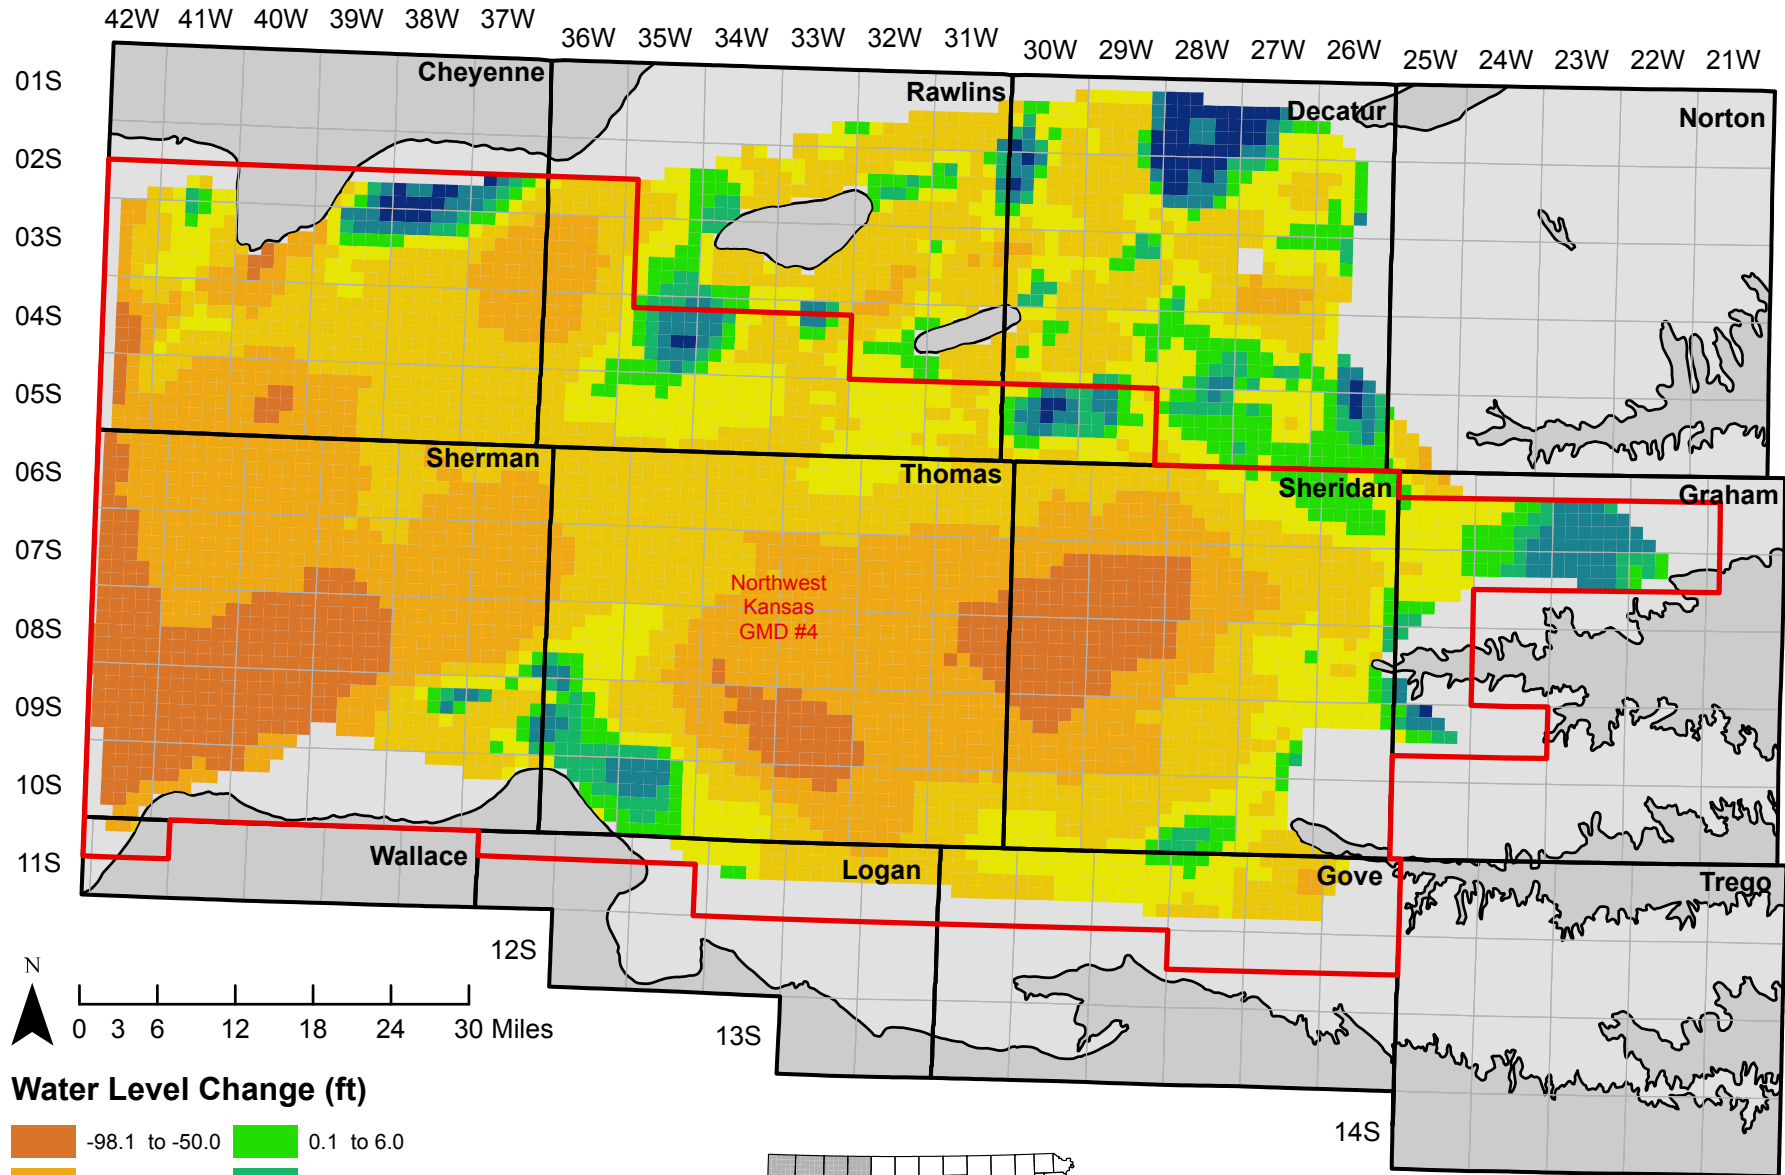 42W 41W 40W 39W 38W 37W
36W 35W 34W 33W 32W 31W
30W 29W 28W 27W 26W
25W 24W 23W 22W 21W
01S
02S
03S
04S
05S
06S
07S
08S
09S
10S
11S
12S
13S
14S
Cheyenne
Rawlins
Decatur
Norton
Sherman
Thomas
Sheridan
Graham
Northwest
Kansas
GMD #4
Wallace
Logan
Gove
Trego
N
0 3 6 12 18 24 30 Miles
Water Level Change (ft)
-98.1 to -50.0
0.1 to 6.0